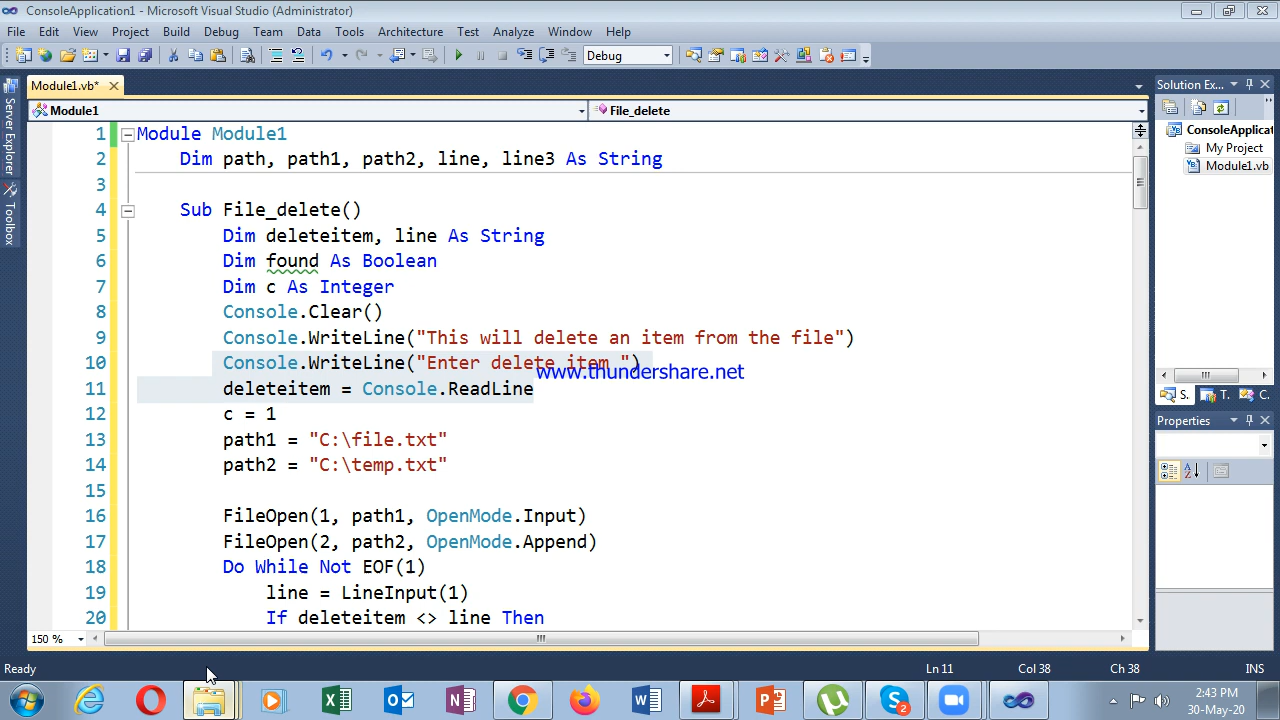 ConsoleApplication1 - Microsoft Visual Studio (Administrator)
File Edit View Project Build Debug Team Data Tools Architecture Test Analyze Window Help
Debug
Module1.vb*
Module1
File_delete
Server Explorer
Toolbox
1 Module Module1
2 Dim path, path1, path2, line, line3 As String
3
4 Sub File_delete()
5 Dim deleteitem, line As String
6 Dim found As Boolean
7 Dim c As Integer
8 Console.Clear()
9 Console.WriteLine("This will delete an item from the file")
10 Console.WriteLine("Enter delete item ")
www.thundershare.net
11 deleteitem = Console.ReadLine
12 c = 1
13 path1 = "C:\file.txt"
14 path2 = "C:\temp.txt"
15
16 FileOpen(1, path1, OpenMode.Input)
17 FileOpen(2, path2, OpenMode.Append)
18 Do While Not EOF(1)
19 line = LineInput(1)
20 If deleteitem <> line Then
150 %
Solution Ex...
ConsoleApplicat
My Project
Module1.vb
S. T. C.
Properties
Ready
Ln 11 Col 38 Ch 38 INS
2
2:43 PM
30-May-20